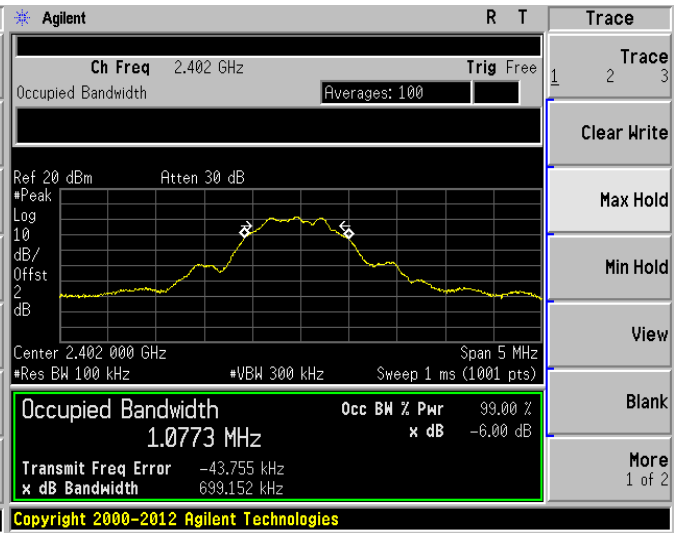 Agilent R T Trace
Ch Freq 2.402 GHz Trig Free
Occupied Bandwidth Averages: 100
Trace
1 2 3
Clear Write
Max Hold
Min Hold
View
Blank
More
1 of 2
Ref 20 dBm Atten 30 dB
#Peak
Log
10
dB/
Offst
2
dB
Center 2.402 000 GHz Span 5 MHz
#Res BW 100 kHz #VBW 300 kHz Sweep 1 ms (1001 pts)
Occupied Bandwidth Occ BW % Pwr 99.00 %
1.0773 MHz x dB -6.00 dB
Transmit Freq Error -43.755 kHz
x dB Bandwidth 699.152 kHz
Copyright 2000-2012 Agilent Technologies